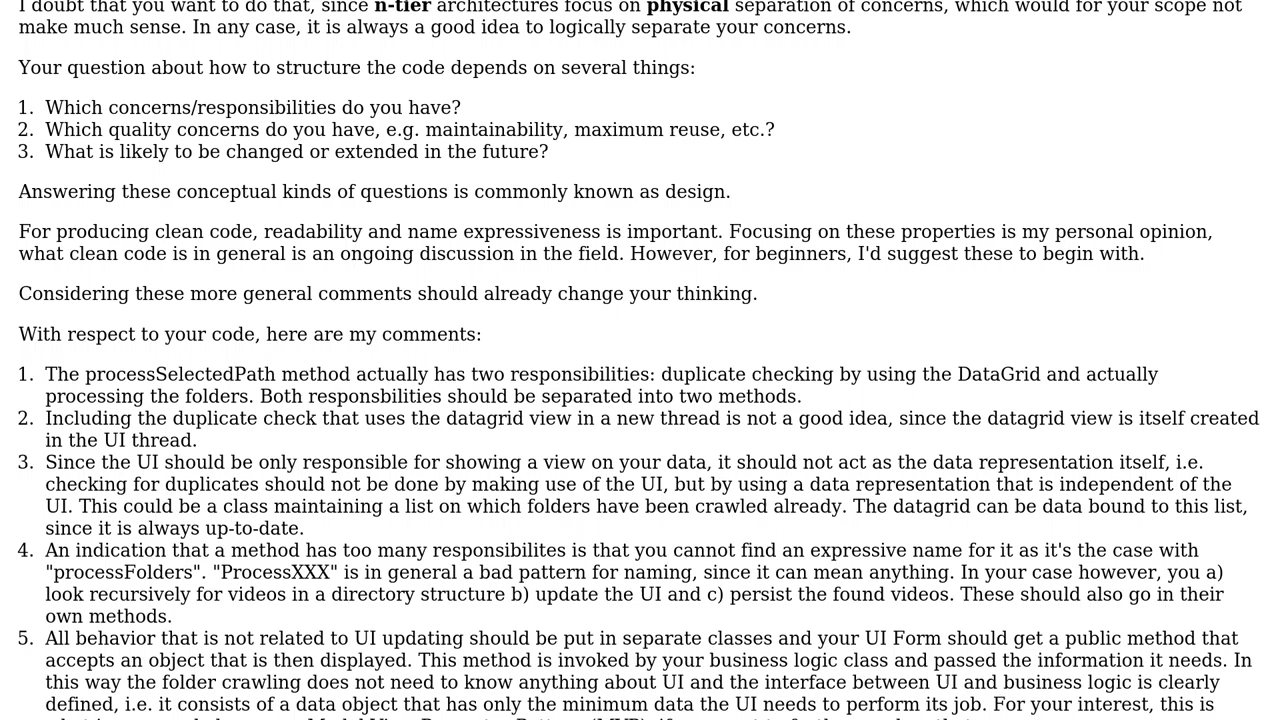 I doubt that you want to do that, since n-tier architectures focus on physical separation of concerns, which would for your scope not
make much sense. In any case, it is always a good idea to logically separate your concerns.
Your question about how to structure the code depends on several things:
1. Which concerns/responsibilities do you have?
2. Which quality concerns do you have, e.g. maintainability, maximum reuse, etc.?
3. What is likely to be changed or extended in the future?
Answering these conceptual kinds of questions is commonly known as design.
For producing clean code, readability and name expressiveness is important. Focusing on these properties is my personal opinion,
what clean code is in general is an ongoing discussion in the field. However, for beginners, I'd suggest these to begin with.
Considering these more general comments should already change your thinking.
With respect to your code, here are my comments:
1. The processSelectedPath method actually has two responsibilities: duplicate checking by using the DataGrid and actually
processing the folders. Both responsbilities should be separated into two methods.
2. Including the duplicate check that uses the datagrid view in a new thread is not a good idea, since the datagrid view is itself created
in the UI thread.
3. Since the UI should be only responsible for showing a view on your data, it should not act as the data representation itself, i.e.
checking for duplicates should not be done by making use of the UI, but by using a data representation that is independent of the
UI. This could be a class maintaining a list on which folders have been crawled already. The datagrid can be data bound to this list,
since it is always up-to-date.
4. An indication that a method has too many responsibilites is that you cannot find an expressive name for it as it's the case with
"processFolders". "ProcessXXX" is in general a bad pattern for naming, since it can mean anything. In your case however, you a)
look recursively for videos in a directory structure b) update the UI and c) persist the found videos. These should also go in their
own methods.
5. All behavior that is not related to UI updating should be put in separate classes and your UI Form should get a public method that
accepts an object that is then displayed. This method is invoked by your business logic class and passed the information it needs. In
this way the folder crawling does not need to know anything about UI and the interface between UI and business logic is clearly
defined, i.e. it consists of a data object that has only the minimum data the UI needs to perform its job. For your interest, this is